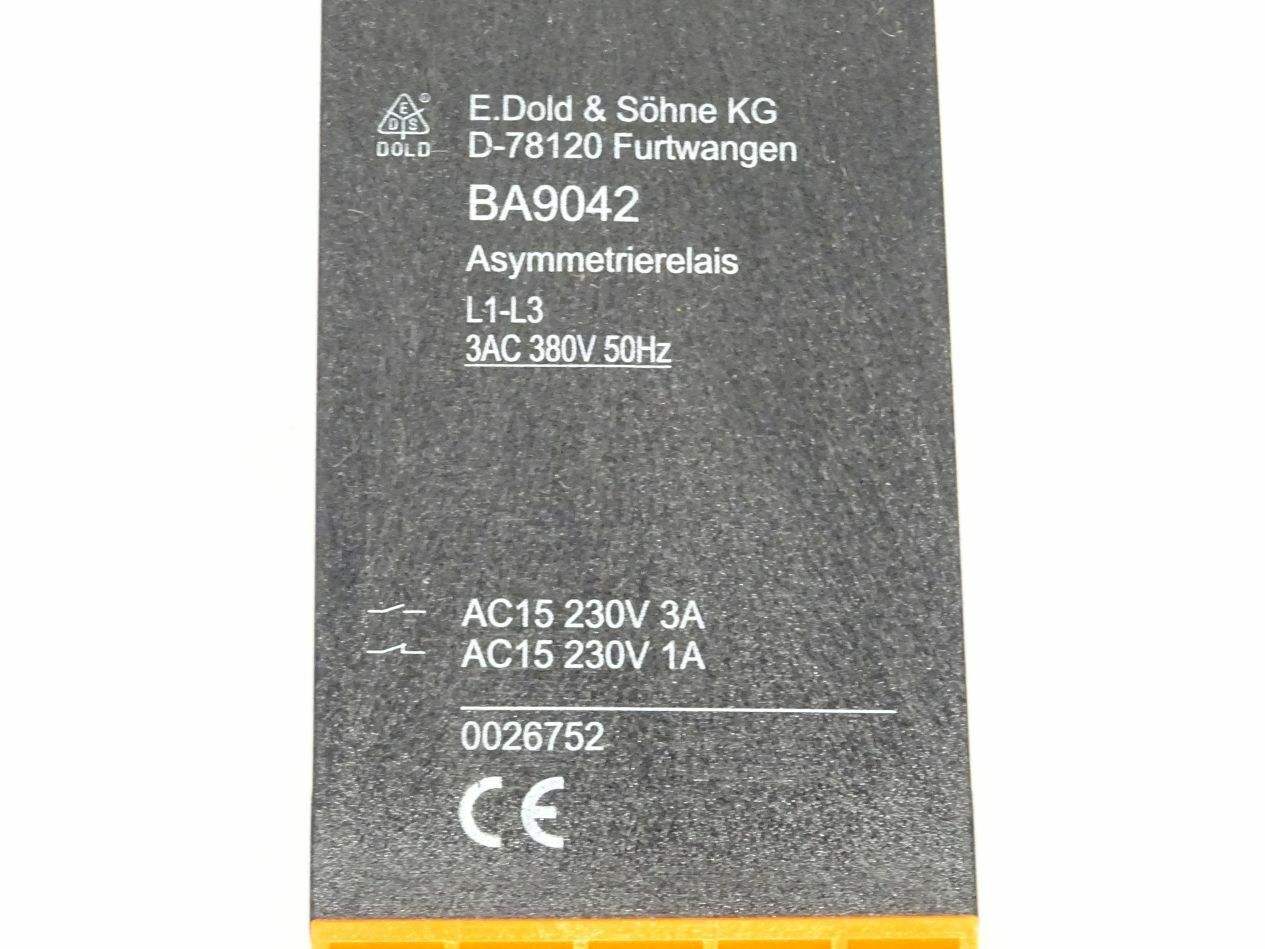 E D S ®
DOLD
E.Dold & Söhne KG
D-78120 Furtwangen
BA9042
Asymmetrierelais
L1-L3
3AC 380V 50Hz
AC15 230V 3A
AC15 230V 1A
0026752
CE